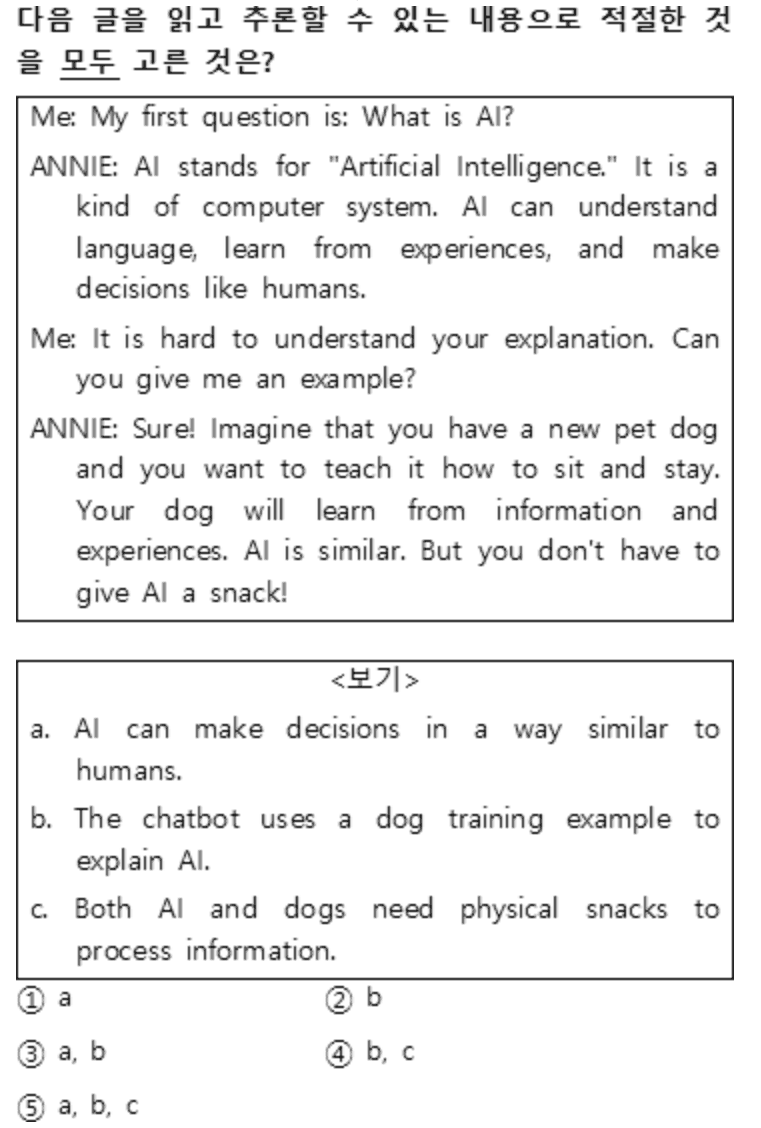 다음 글을 읽고 추론할 수 있는 내용으로 적절한 것
을 모두 고른 것은?
Me: My first question is: What is AI?
ANNIE: AI stands for "Artificial Intelligence." It is a
kind of computer system. AI can understand
language, learn from experiences, and make
decisions like humans.
Me: It is hard to understand your explanation. Can
you give me an example?
ANNIE: Sure! Imagine that you have a new pet dog
and you want to teach it how to sit and stay.
Your dog will learn from information and
experiences. AI is similar. But you don't have to
give AI a snack!
<보기>
a. AI can make decisions in a way similar to
humans.
b. The chatbot uses a dog training example to
explain AI.
c. Both AI and dogs need physical snacks to
process information.
① a ② b
③ a, b ④ b, c
⑤ a, b, c